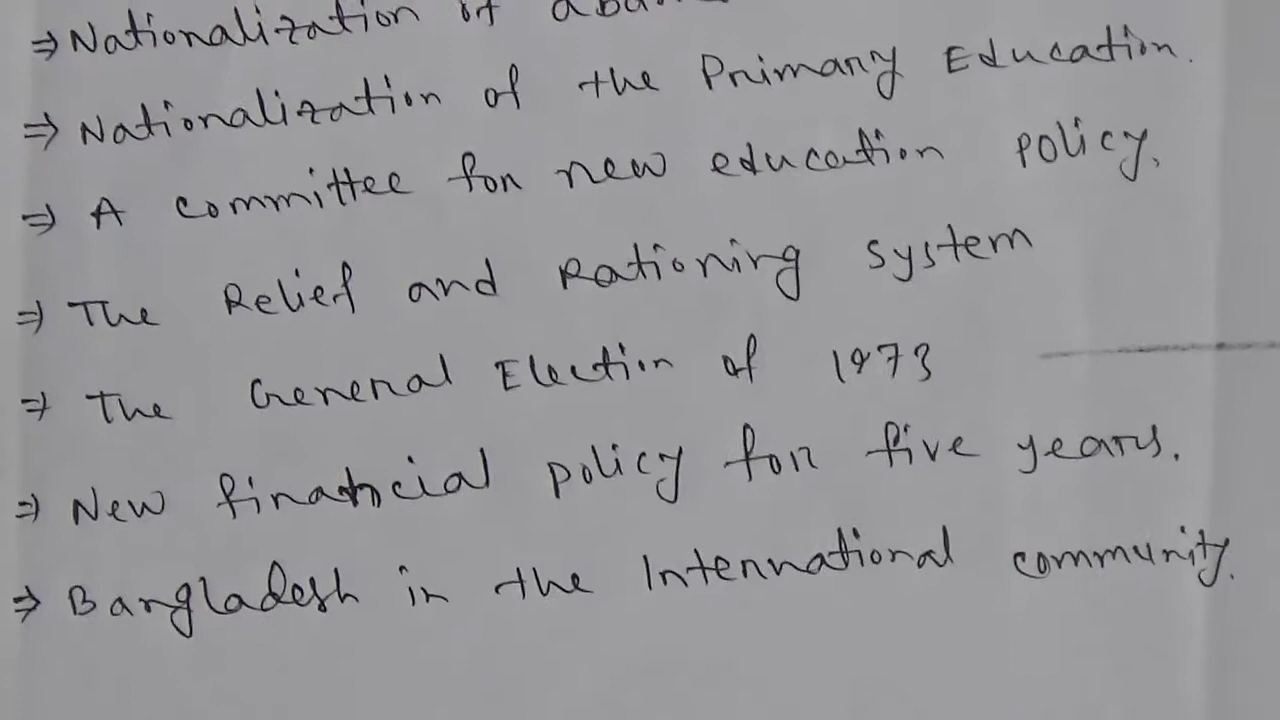 ⇒ Nationalization of
⇒ Nationalization of the Primary Education.
⇒ A committee for new education policy.
⇒ The Relief and Rationing system
⇒ The General Election of 1973
⇒ New financial policy for five years.
⇒ Bangladesh in the International community.